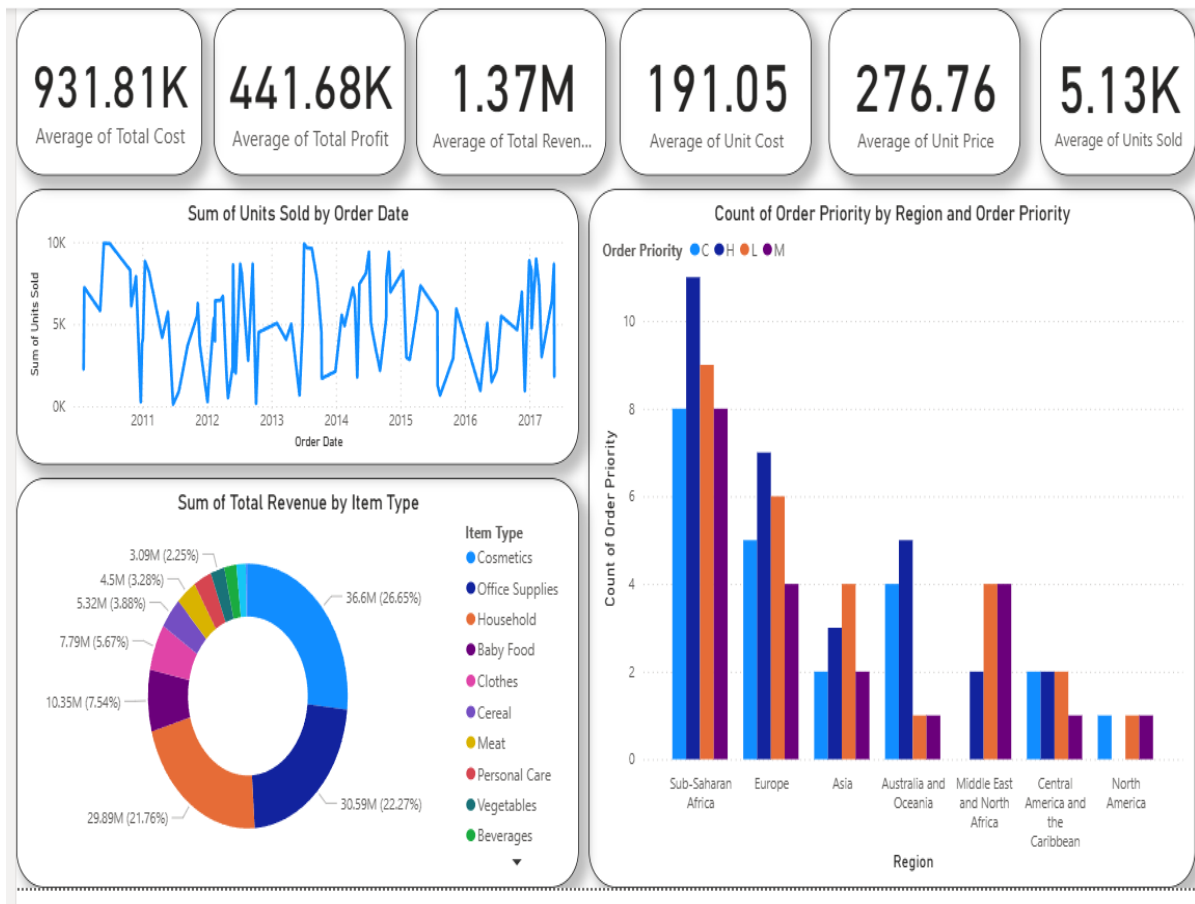 931.81K
Average of Total Cost
441.68K
Average of Total Profit
1.37M
Average of Total Reven...
191.05
Average of Unit Cost
276.76
Average of Unit Price
5.13K
Average of Units Sold
Sum of Units Sold by Order Date
Sum of Units Sold
10K
5K
0K
2011
2012
2013
2014
2015
2016
2017
Order Date
Sum of Total Revenue by Item Type
3.09M (2.25%)
4.5M (3.28%)
5.32M (3.88%)
7.79M (5.67%)
10.35M (7.54%)
29.89M (21.76%)
36.6M (26.65%)
30.59M (22.27%)
Item Type
Cosmetics
Office Supplies
Household
Baby Food
Clothes
Cereal
Meat
Personal Care
Vegetables
Beverages
Count of Order Priority by Region and Order Priority
Order Priority C H L M
Count of Order Priority
10
8
6
4
2
0
Sub-Saharan
Africa
Europe
Asia
Australia and
Oceania
Middle East
and North
Africa
Central
America and
the
Caribbean
North
America
Region